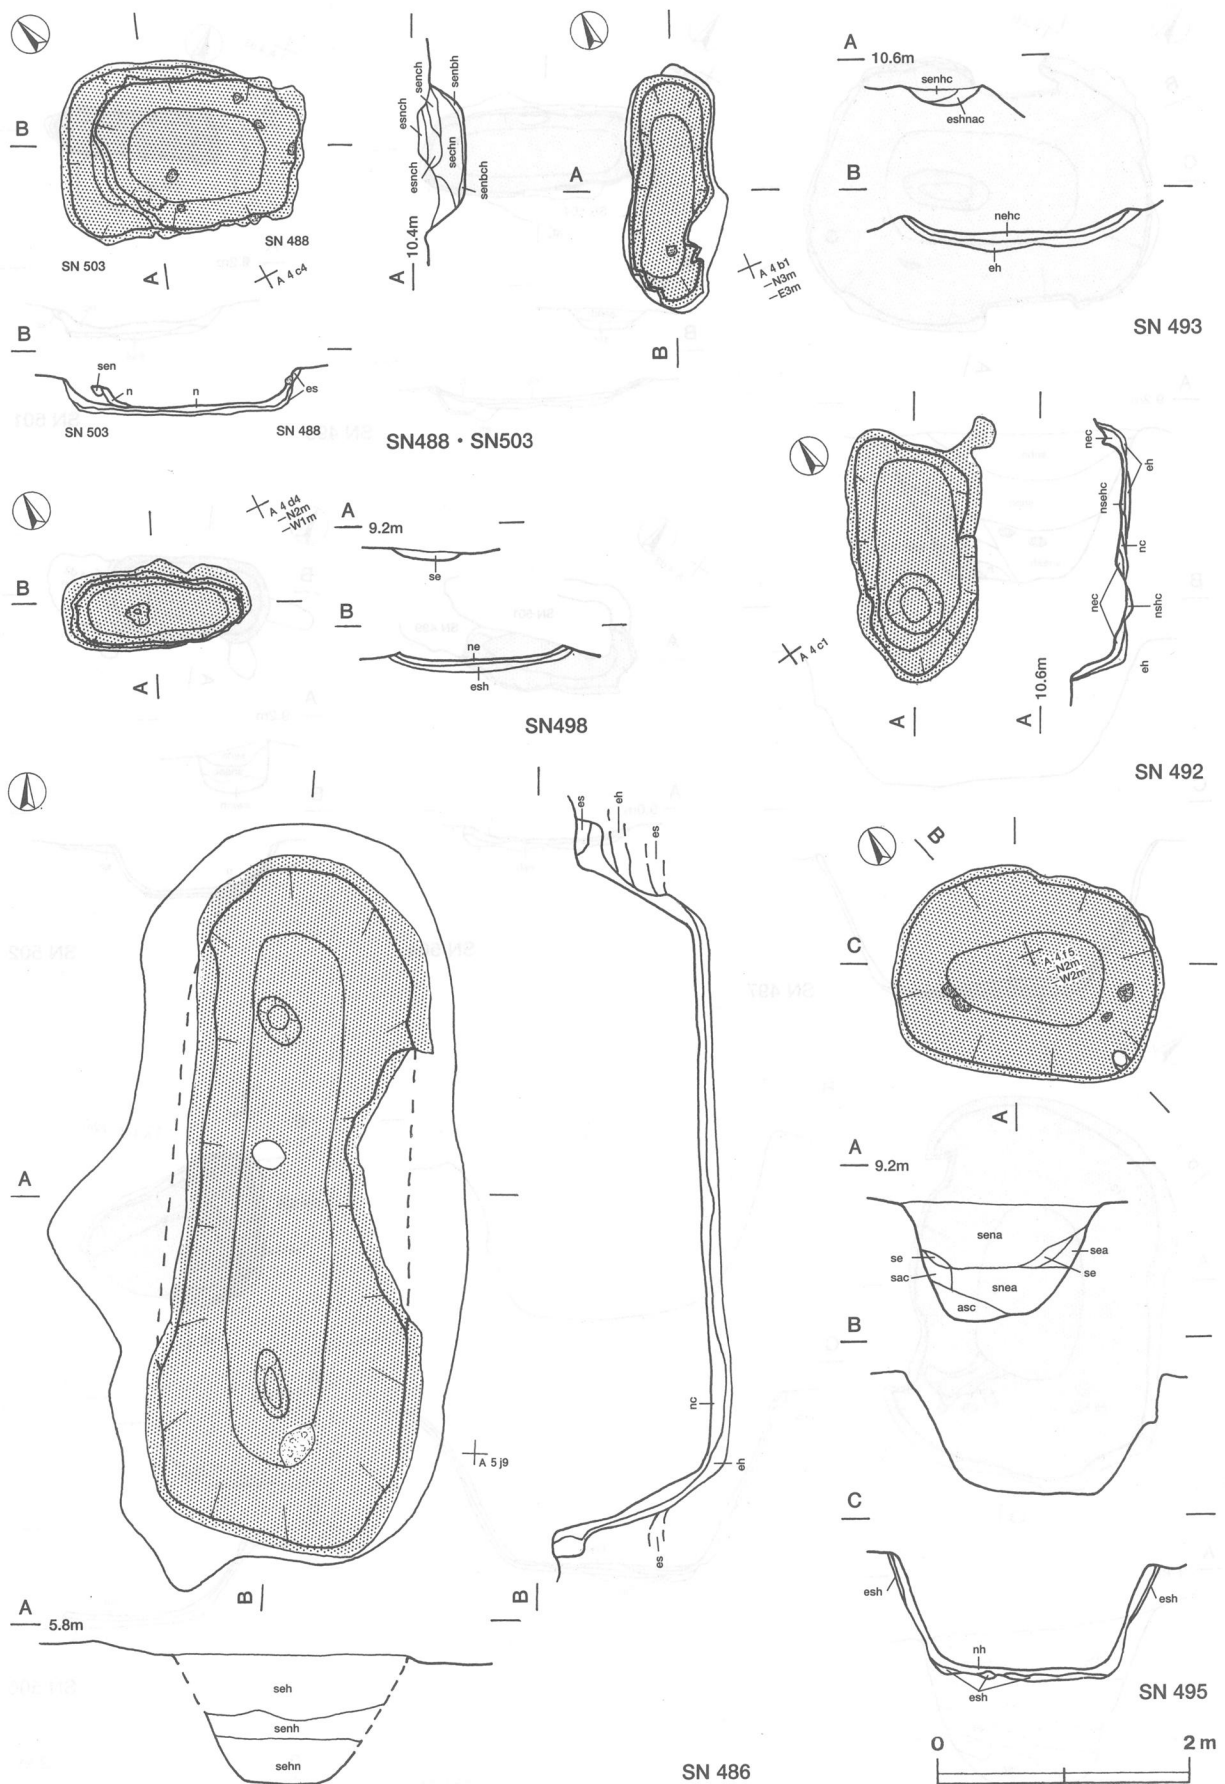 B
SN 503
SN 488
A
A 4 c4
esnch
sench
senbh
esnch
sechn
senbch
A 10.4m
B
sen
n
n
es
SN 503
SN 488
SN488 · SN503
A
B
A 4 b1
–N3m
–E3m
A
10.6m
senhc
eshnac
B
nehc
eh
SN 493
B
A
A 4 d4
–N2m
–W1m
A
9.2m
se
B
ne
esh
SN498
A 4 c1
A
A 10.6m
nec
eh
nsehc
nc
nec
nshc
eh
SN 492
A
B
A 5 j9
es
eh
es
nc
eh
es
B
A
5.8m
seh
senh
sehn
SN 486
B
C
A 4 f 5
–N2m
–W2m
A
A
9.2m
sena
se
sea
sac
se
snea
asc
B
C
esh
esh
nh
esh
SN 495
0
2 m